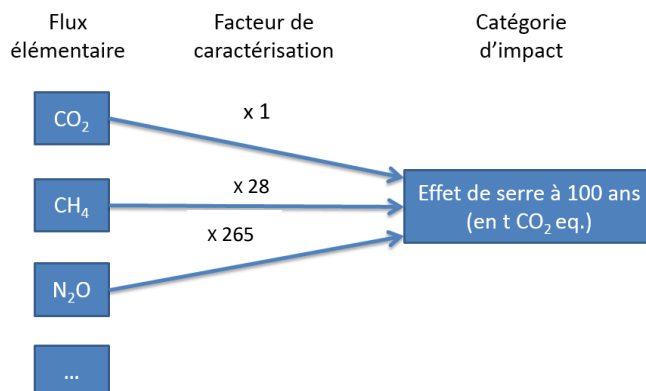 Flux
élémentaire
Facteur de
caractérisation
Catégorie
d'impact
CO₂
x 1
CH₄
x 28
Effet de serre à 100 ans
(en t CO₂ eq.)
x 265
N₂O
...